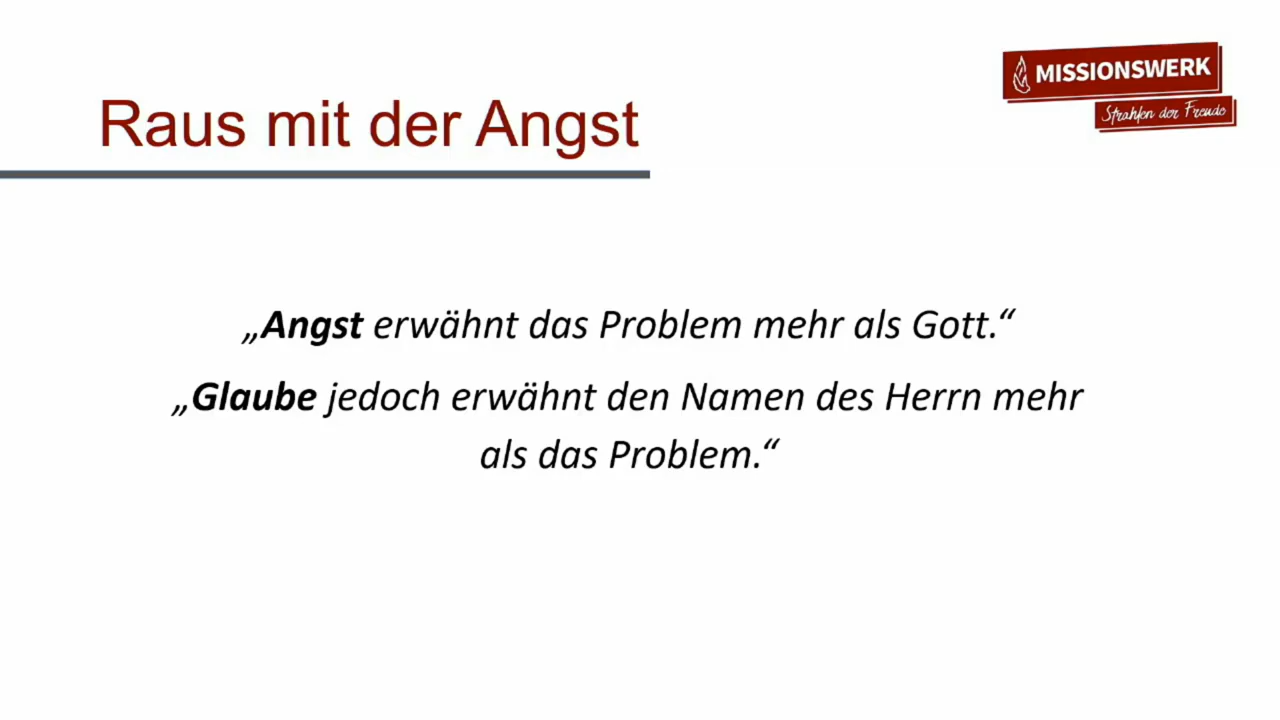 MISSIONSWERK
Strahlen der Freude
Raus mit der Angst
„Angst erwähnt das Problem mehr als Gott.“
„Glaube jedoch erwähnt den Namen des Herrn mehr
als das Problem.“